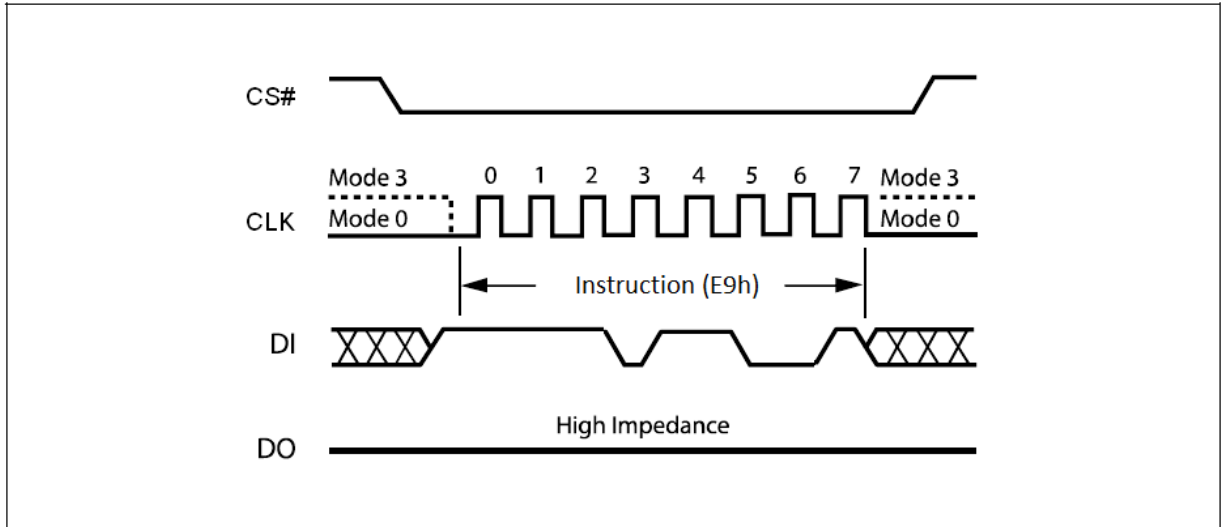 CS#
Mode 3 0 1 2 3 4 5 6 7 Mode 3
CLK Mode 0 Mode 0
Instruction (E9h)
DI
High Impedance
DO